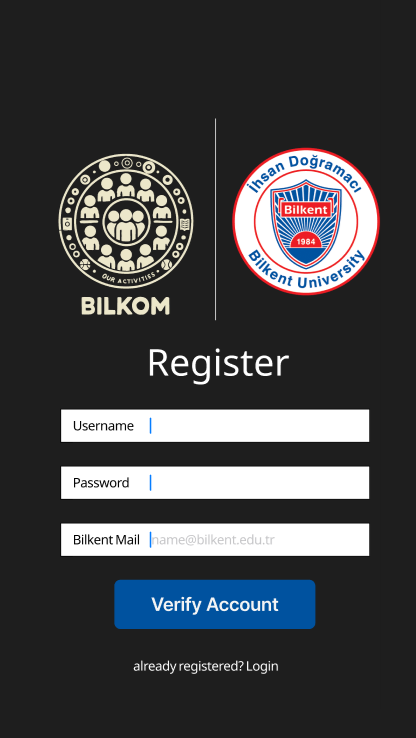 OUR ACTIVITIES
BILKOM
İhsan Doğramacı
Bilkent
1984
Bilkent University
Register
Username
Password
Bilkent Mail name@bilkent.edu.tr
Verify Account
already registered? Login